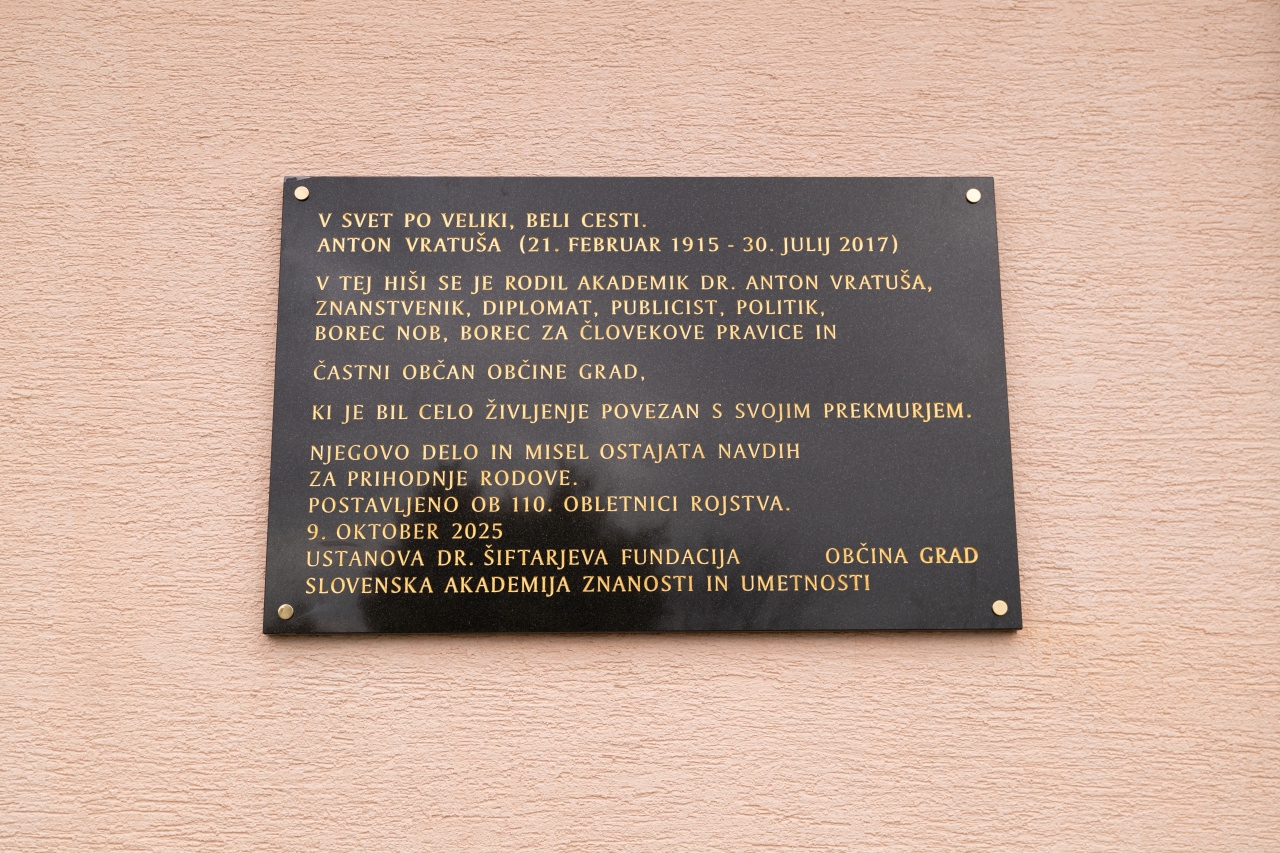 V SVET PO VELIKI, BELI CESTI.
ANTON VRATUŠA (21. FEBRUAR 1915 - 30. JULIJ 2017)
V TEJ HIŠI SE JE RODIL AKADEMIK DR. ANTON VRATUŠA,
ZNANSTVENIK, DIPLOMAT, PUBLICIST, POLITIK,
BOREC NOB, BOREC ZA ČLOVEKOVE PRAVICE IN
ČASTNI OBČAN OBČINE GRAD,
KI JE BIL CELO ŽIVLJENJE POVEZAN S SVOJIM PREKMURJEM.
NJEGOVO DELO IN MISEL OSTAJATA NAVDIH
ZA PRIHODNJE RODOVE.
POSTAVLJENO OB 110. OBLETNICI ROJSTVA.
9. OKTOBER 2025
USTANOVA DR. ŠIFTARJEVA FUNDACIJA OBČINA GRAD
SLOVENSKA AKADEMIJA ZNANOSTI IN UMETNOSTI